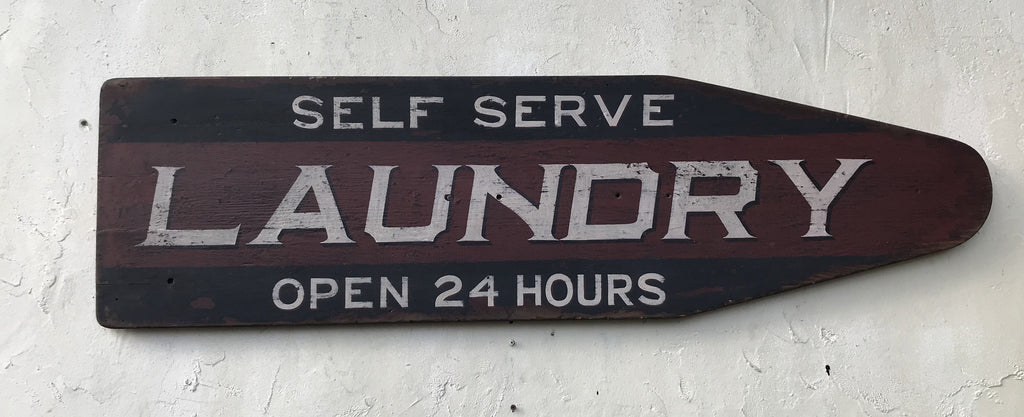 SELF SERVE
LAUNDRY
OPEN 24 HOURS